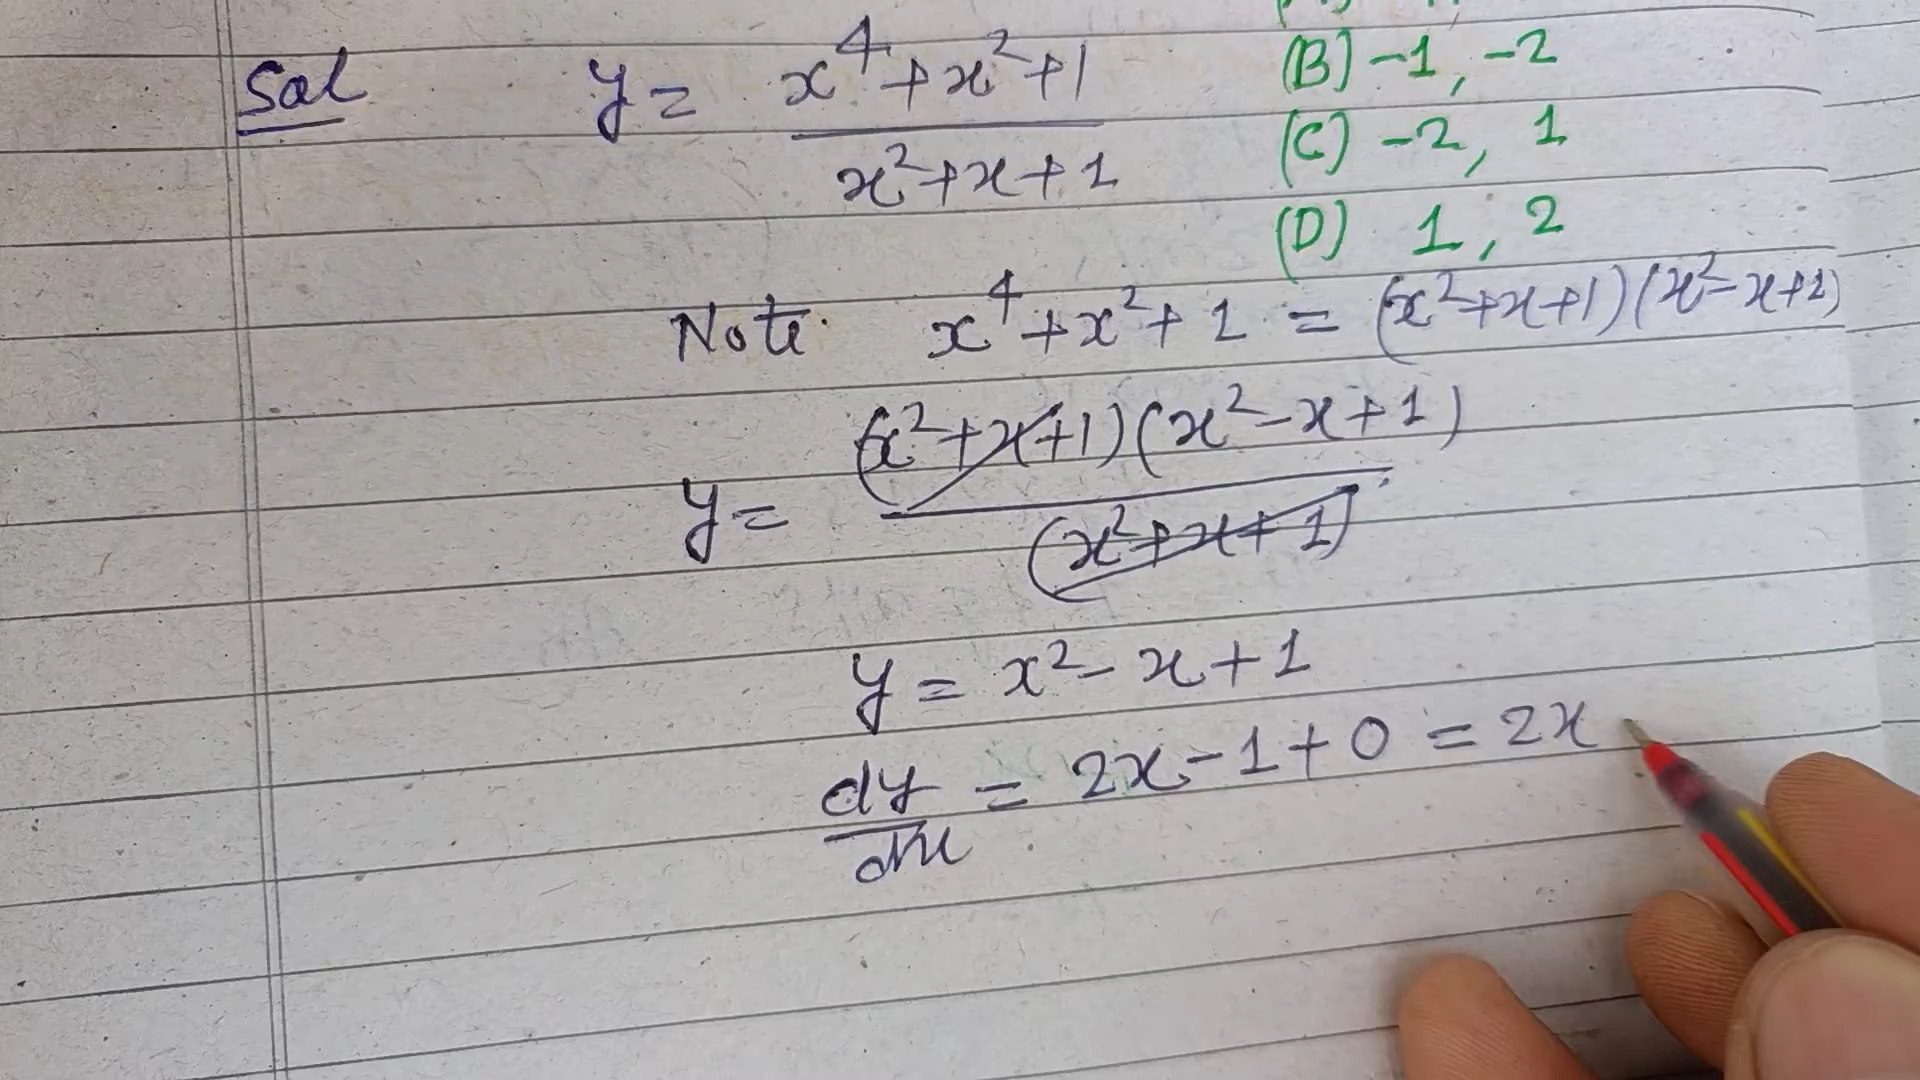 (B) -1, -2
Sol y = x⁴+x²+1 / x²+x+1
(C) -2, 1
(D) 1, 2
Note. x⁴+x²+1 = (x²+x+1)(x²-x+1)
y = (x²+x+1)(x²-x+1) / (x²+x+1)
y = x²-x+1
dy/dx = 2x-1+0 = 2x